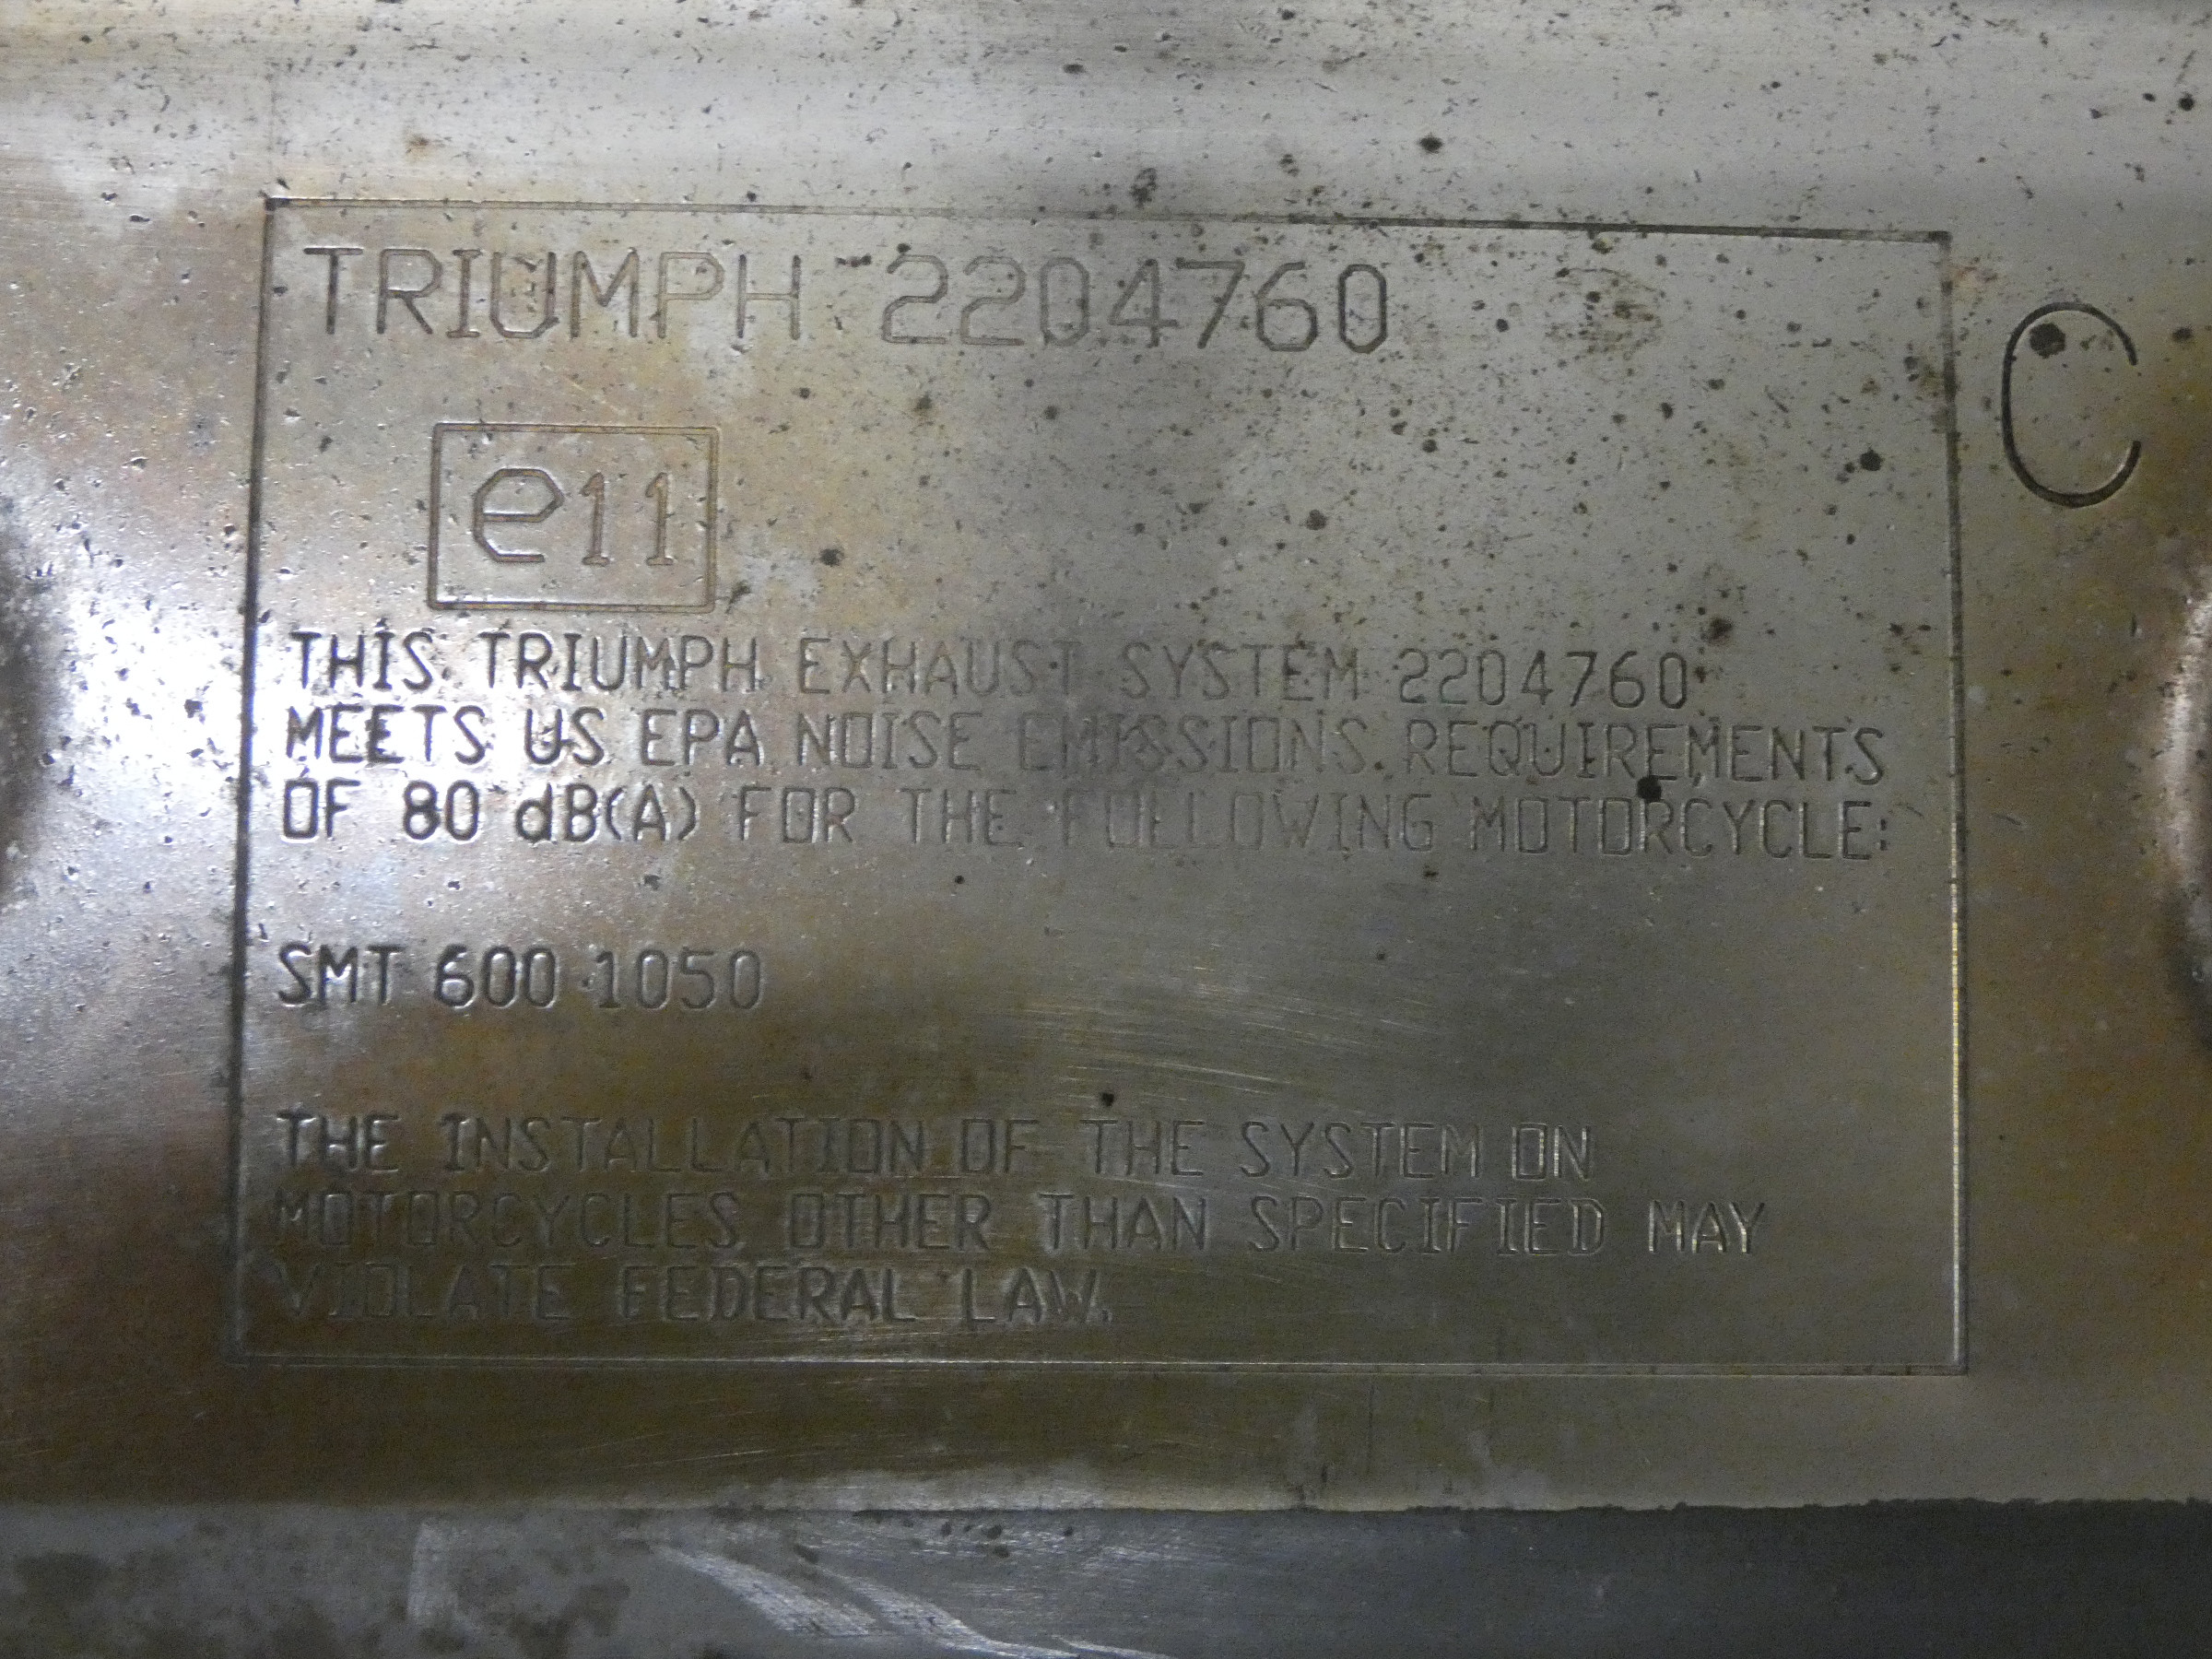 TRIUMPH 2204760
C
e11
THIS TRIUMPH EXHAUST SYSTEM 2204760
MEETS US EPA NOISE EMISSIONS REQUIREMENTS
OF 80 dB(A) FOR THE FOLLOWING MOTORCYCLE:
SMT 600 1050
THE INSTALLATION OF THE SYSTEM ON
MOTORCYCLES OTHER THAN SPECIFIED MAY
VIOLATE FEDERAL LAW.